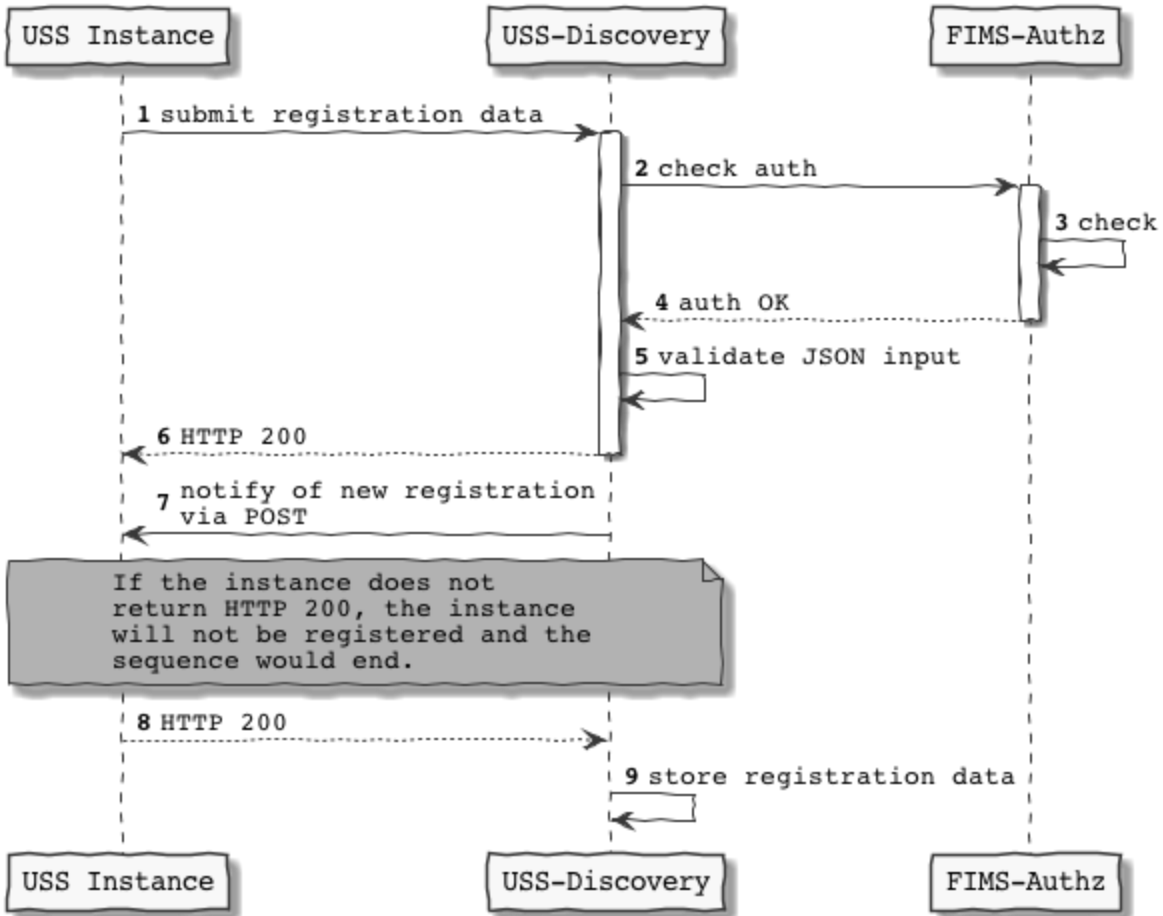 USS Instance
USS-Discovery
FIMS-Authz
1 submit registration data
2 check auth
3 check
4 auth OK
5 validate JSON input
6 HTTP 200
7 notify of new registration
via POST
If the instance does not
return HTTP 200, the instance
will not be registered and the
sequence would end.
8 HTTP 200
9 store registration data
USS Instance
USS-Discovery
FIMS-Authz